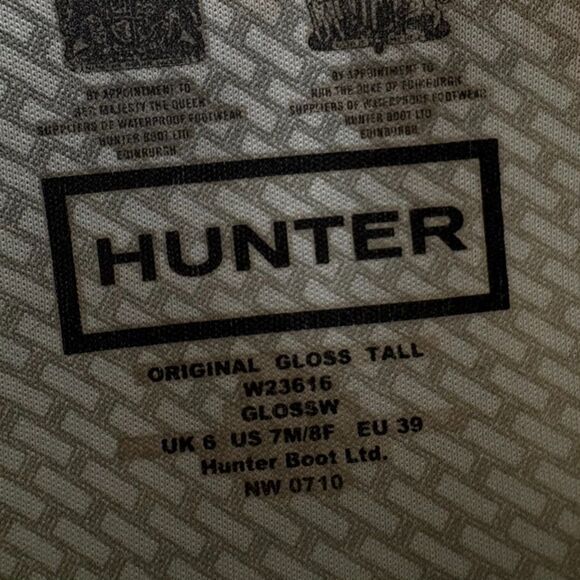 BY APPOINTMENT TO
HER MAJESTY THE QUEEN
SUPPLIERS OF WATERPROOF FOOTWEAR
HUNTER BOOT LTD
EDINBURGH
BY APPOINTMENT TO
HRH THE DUKE OF EDINBURGH
SUPPLIERS OF WATERPROOF FOOTWEAR
HUNTER BOOT LTD
EDINBURGH
HUNTER
ORIGINAL GLOSS TALL
W23616
GLOSSW
UK 6 US 7M/8F EU 39
Hunter Boot Ltd.
NW 0710